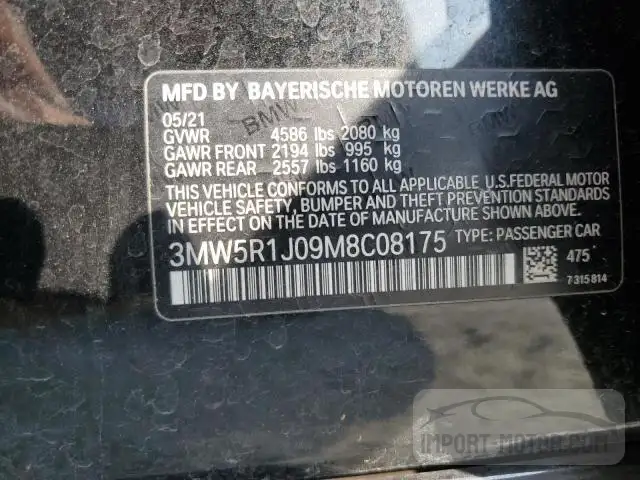 MFD BY BAYERISCHE MOTOREN WERKE AG
05/21
GVWR 4586 lbs 2080 kg
GAWR FRONT 2194 lbs 995 kg
GAWR REAR 2557 lbs 1160 kg
THIS VEHICLE CONFORMS TO ALL APPLICABLE U.S.FEDERAL MOTOR
VEHICLE SAFETY, BUMPER AND THEFT PREVENTION STANDARDS
IN EFFECT ON THE DATE OF MANUFACTURE SHOWN ABOVE.
3MW5R1J09M8C08175 TYPE: PASSENGER CAR
475
7315814
IMPORT-MOTOR.COM